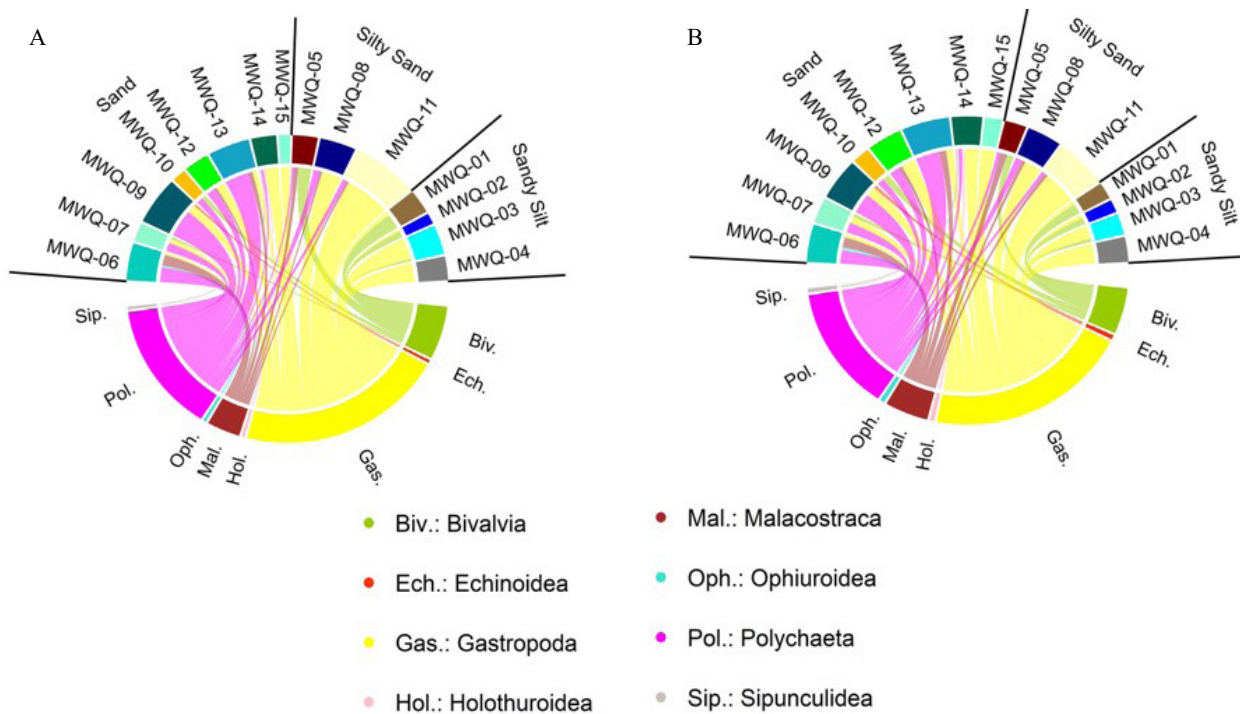 A
Sand
Silty Sand
Sandy Silt
MWQ-06
MWQ-07
MWQ-09
MWQ-10
MWQ-12
MWQ-13
MWQ-14
MWQ-15
MWQ-05
MWQ-08
MWQ-11
MWQ-01
MWQ-02
MWQ-03
MWQ-04
Sip.
Pol.
Oph.
Mal.
Hol.
Gas.
Ech.
Biv.
B
Sand
Silty Sand
Sandy Silt
MWQ-06
MWQ-07
MWQ-09
MWQ-10
MWQ-12
MWQ-13
MWQ-14
MWQ-15
MWQ-05
MWQ-08
MWQ-11
MWQ-01
MWQ-02
MWQ-03
MWQ-04
Sip.
Pol.
Oph.
Mal.
Hol.
Gas.
Ech.
Biv.
Biv.: Bivalvia
Ech.: Echinoidea
Gas.: Gastropoda
Hol.: Holothuroidea
Mal.: Malacostraca
Oph.: Ophiuroidea
Pol.: Polychaeta
Sip.: Sipunculidea